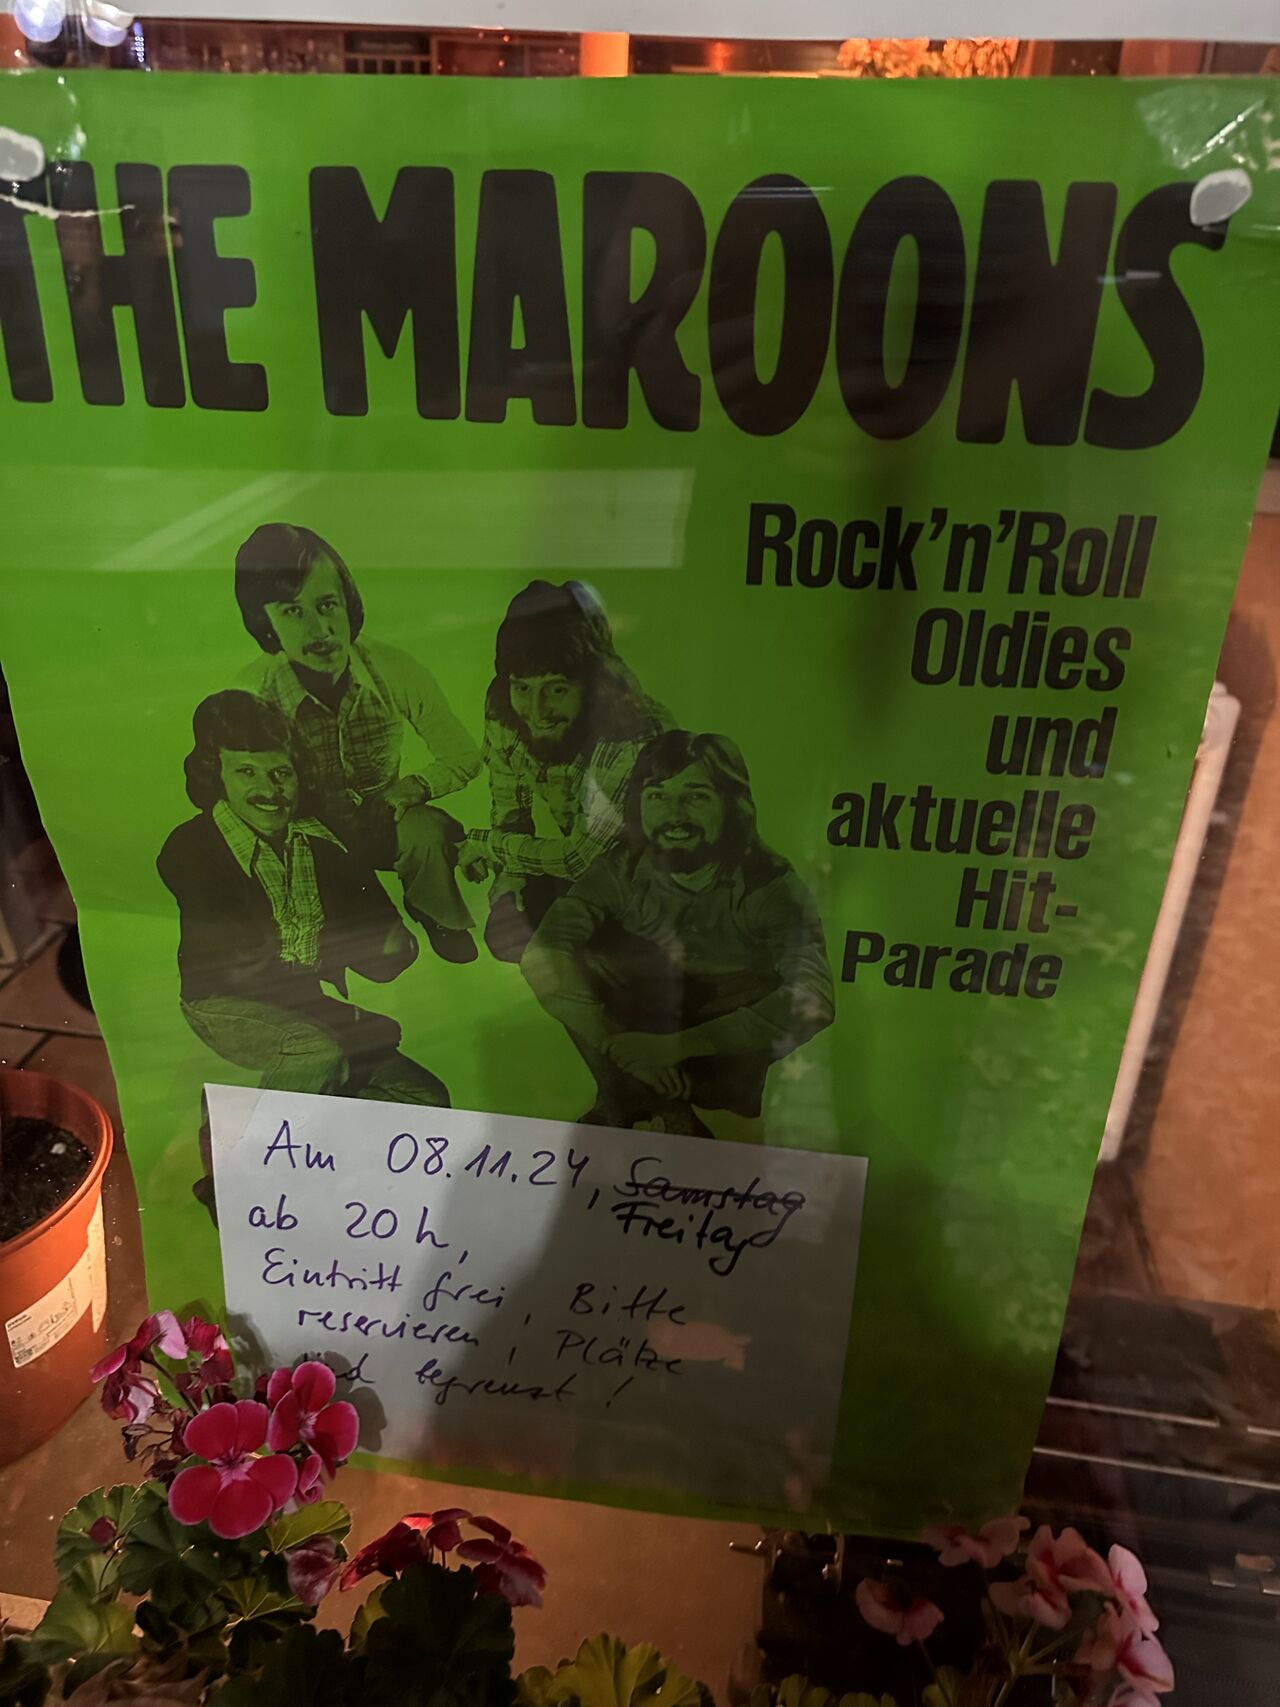 THE MAROONS
Rock'n'Roll
Oldies
und
aktuelle
Hit-
Parade
Am 08.11.24, Samstag
Freitag
ab 20 h,
Eintritt frei, Bitte
reservieren, Plätze
sind begrenzt!